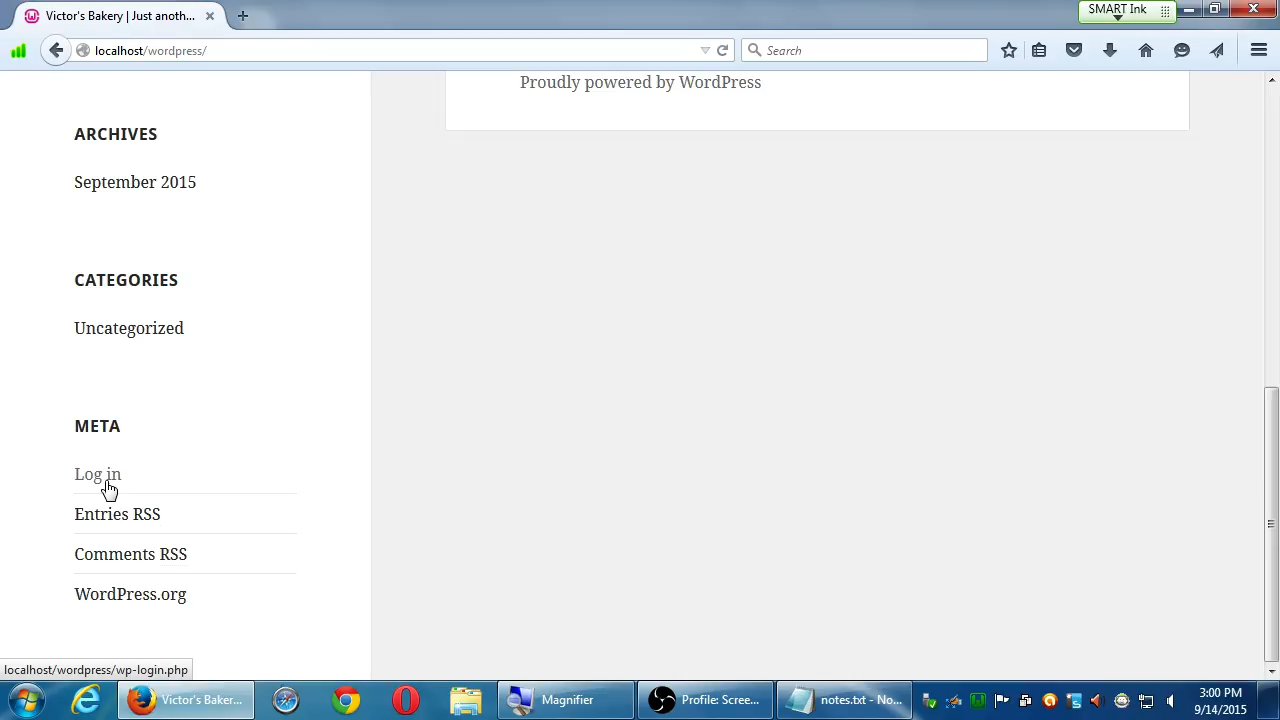 Victor's Bakery | Just anoth...
SMART Ink
localhost/wordpress/
Search
Proudly powered by WordPress
ARCHIVES
September 2015
CATEGORIES
Uncategorized
META
Log in
Entries RSS
Comments RSS
WordPress.org
localhost/wordpress/wp-login.php
Victor's Baker...
Magnifier
Profile: Scree...
notes.txt - No...
3:00 PM
9/14/2015